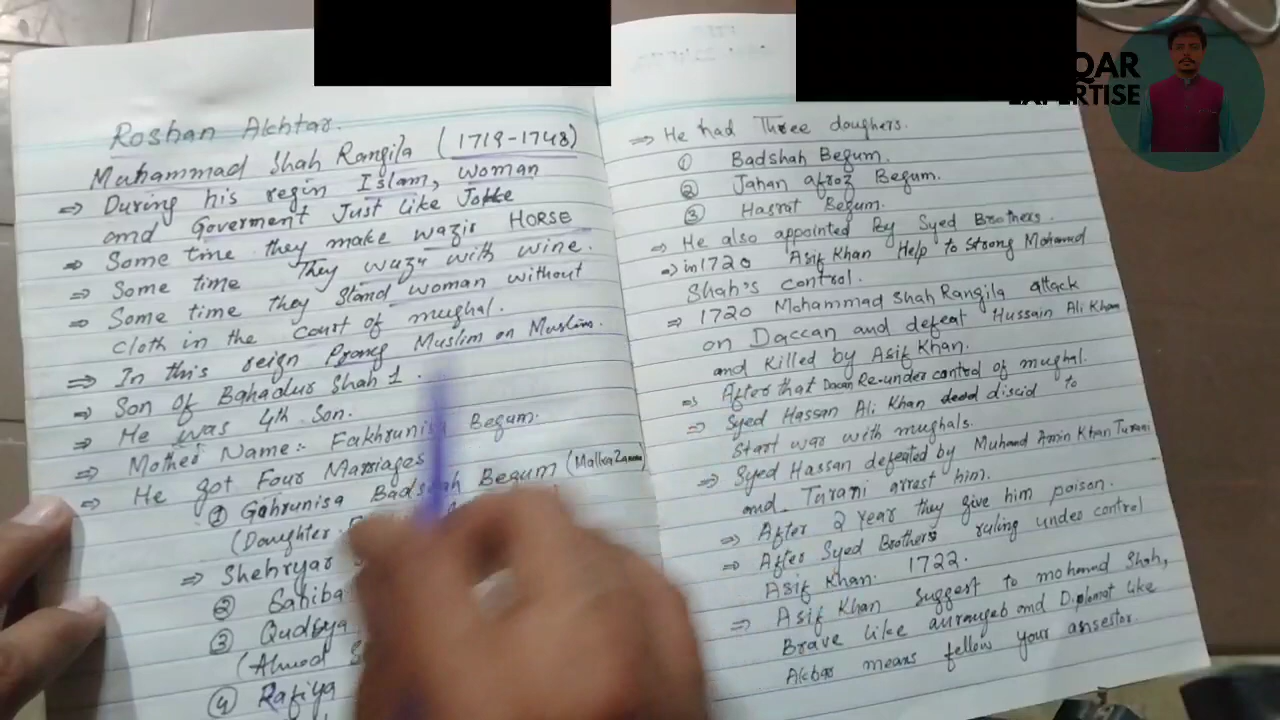 Roshan Akhtar.
Muhammad Shah Rangila (1719-1748)
⇒ During his regin Islam, woman
and Goverment Just like Joke
⇒ Some time they make wazir HORSE
⇒ Some time They wuzu with wine.
⇒ Some time they Stand woman without
cloth in the court of mughal.
⇒ In this reign Muslim on Muslim.
⇒ Son Of Bahadur Shah 1.
⇒ He was 4th Son.
⇒ Mother Name:- Fakhrunisa Begum.
⇒ He got Four Marriages
① Gahrunisa Badshah Begum (Malka Zamani)
(Daughter
⇒ Shehryar
② Sahiba
③ Qudsya
(Ahmed
④ Rafiya
⇒ He had Three doughers.
① Badshah Begum.
② Jahan afroz Begum.
③ Hasrat Begum.
⇒ He also appointed By Syed Brothers.
⇒ in 1720 Asif Khan Help to Strong Mohamad
Shah's control.
⇒ 1720 Mohammad Shah Rangila attack
on Daccan and defeat Hussain Ali Khan
and Killed by Asif Khan.
⇒ After that Dacan Re-under control of mughal.
⇒ Syed Hassan Ali Khan discid to
Start war with mughals.
⇒ Syed Hassan defeated by Muhamd Amin Khan Turani
and Turani arrest him.
⇒ After 2 Year they give him poison.
⇒ After Syed Brothers ruling under control
Asif Khan. 1722.
⇒ Asif Khan suggest to mohamad Shah,
Brave like aurangeb and Diplomat like
Akbar means fellow your ansestor.
QAR
EXPERTISE